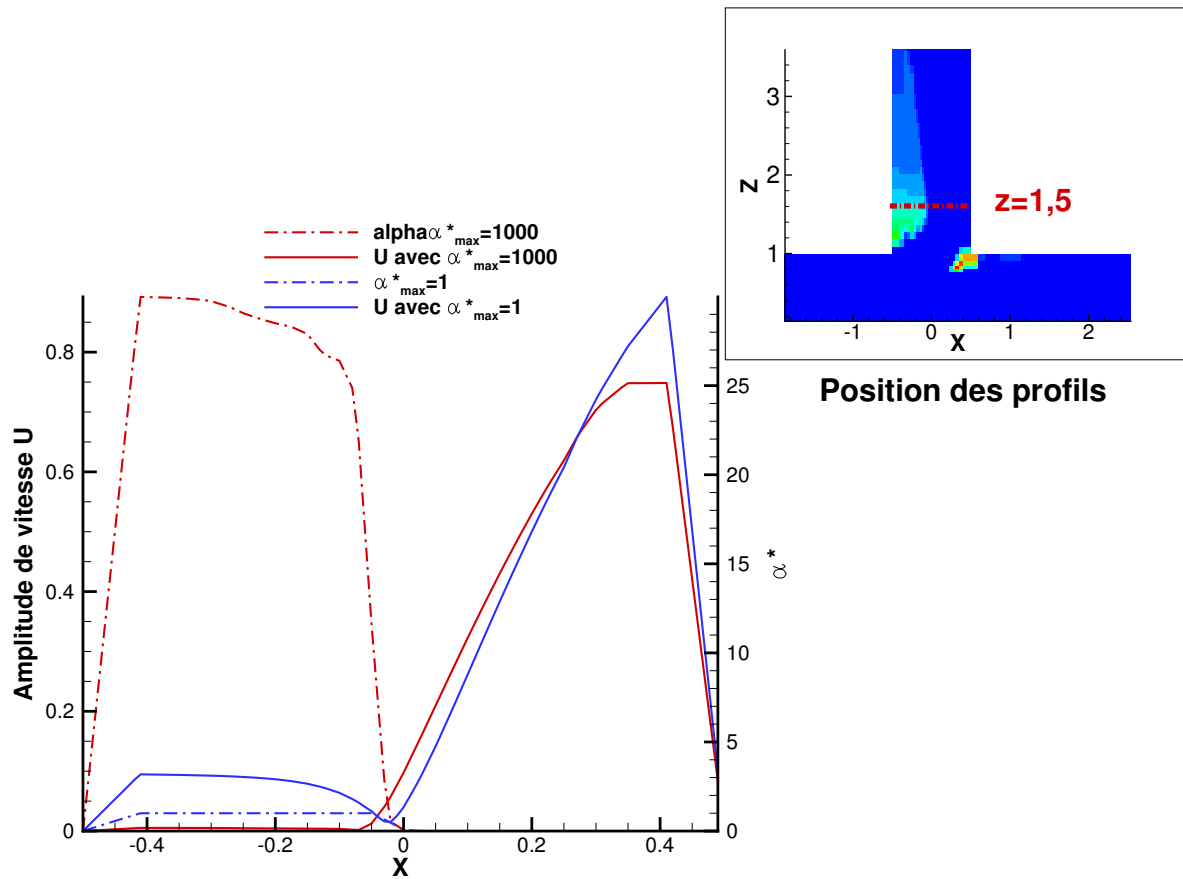 3
2
1
Z
z=1,5
-1
0
1
2
X
Position des profils
alphaα*max=1000
U avec α*max=1000
α*max=1
U avec α*max=1
0.8
0.6
0.4
0.2
0
Amplitude de vitesse U
25
20
15
10
5
0
α*
-0.4
-0.2
0
0.2
0.4
X